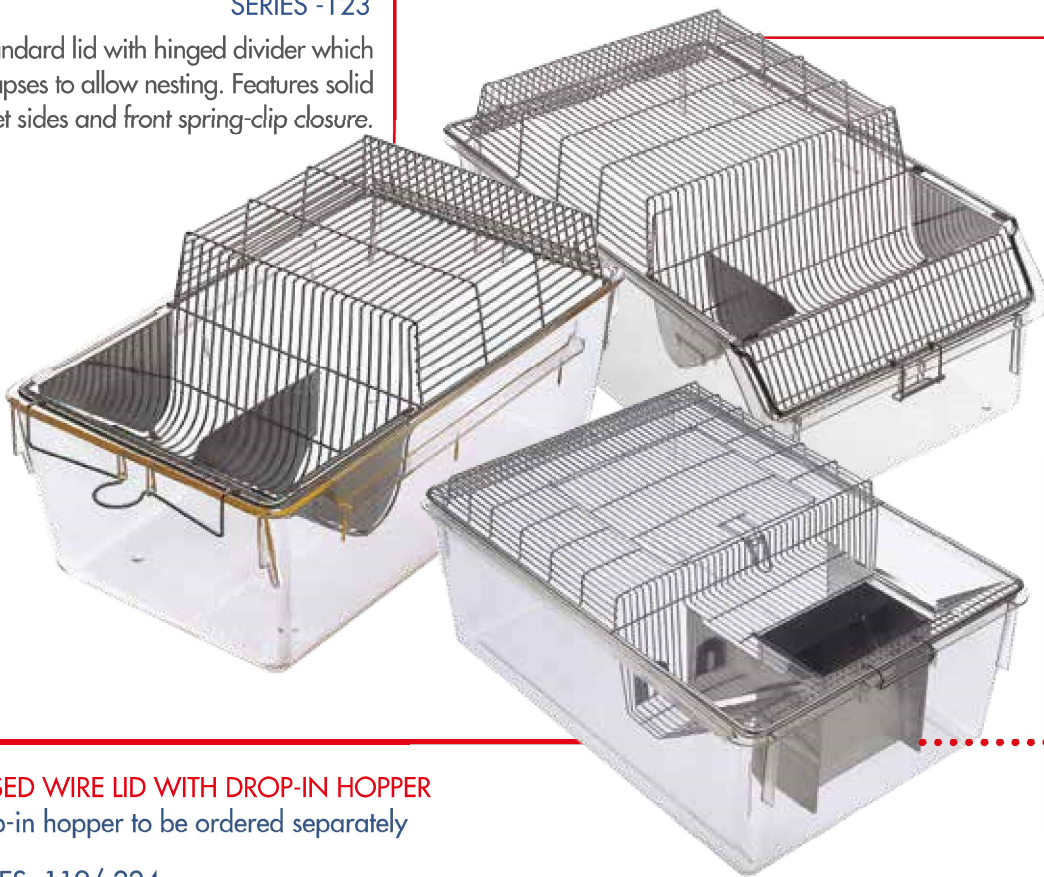 SERIES -123
andard lid with hinged divider which
apses to allow nesting. Features solid
et sides and front spring-clip closure.
SED WIRE LID WITH DROP-IN HOPPER
p-in hopper to be ordered separately